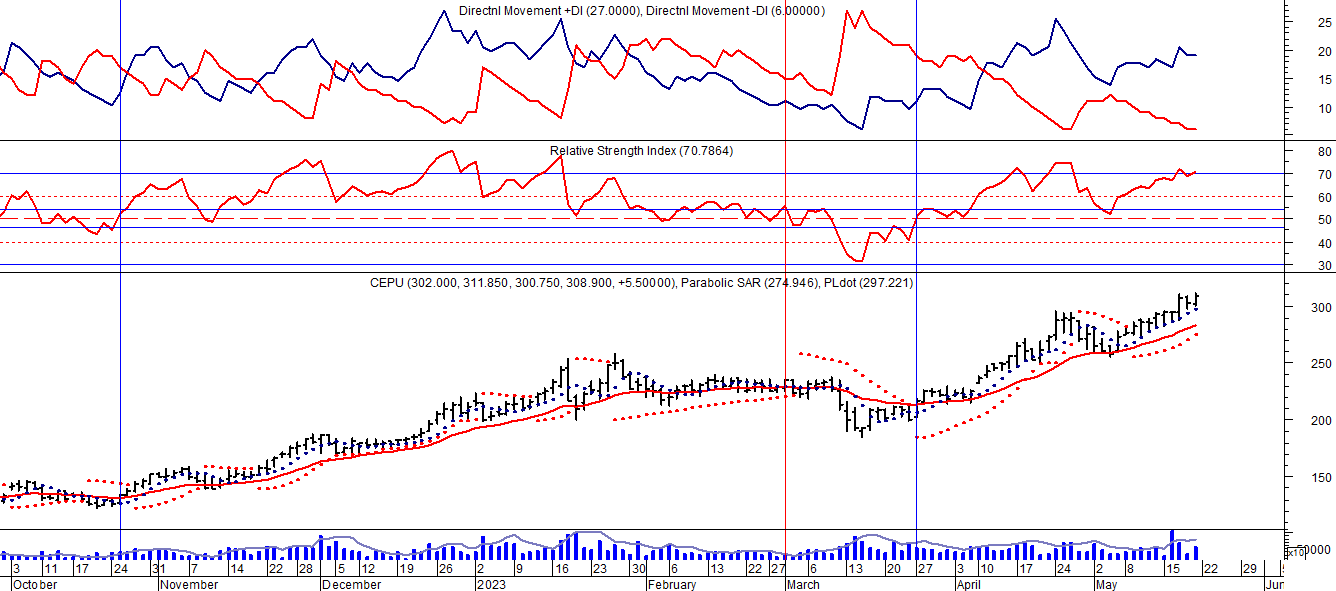 Directnl Movement +DI (27.0000), Directnl Movement -DI (6.00000)
25
20
15
10
Relative Strength Index (70.7864)
80
70
60
50
40
30
CEPU (302.000, 311.850, 300.750, 308.900, +5.50000), Parabolic SAR (274.946), PLdot (297.221)
300
250
200
150
3 11 17 24 31 7 14 22 28 5 12 19 2 9 16 23 30 6 13 22 27 6 13 20 27 3 10 17 24 2 8 15 22 29
October November December 2023 February March April May Jun